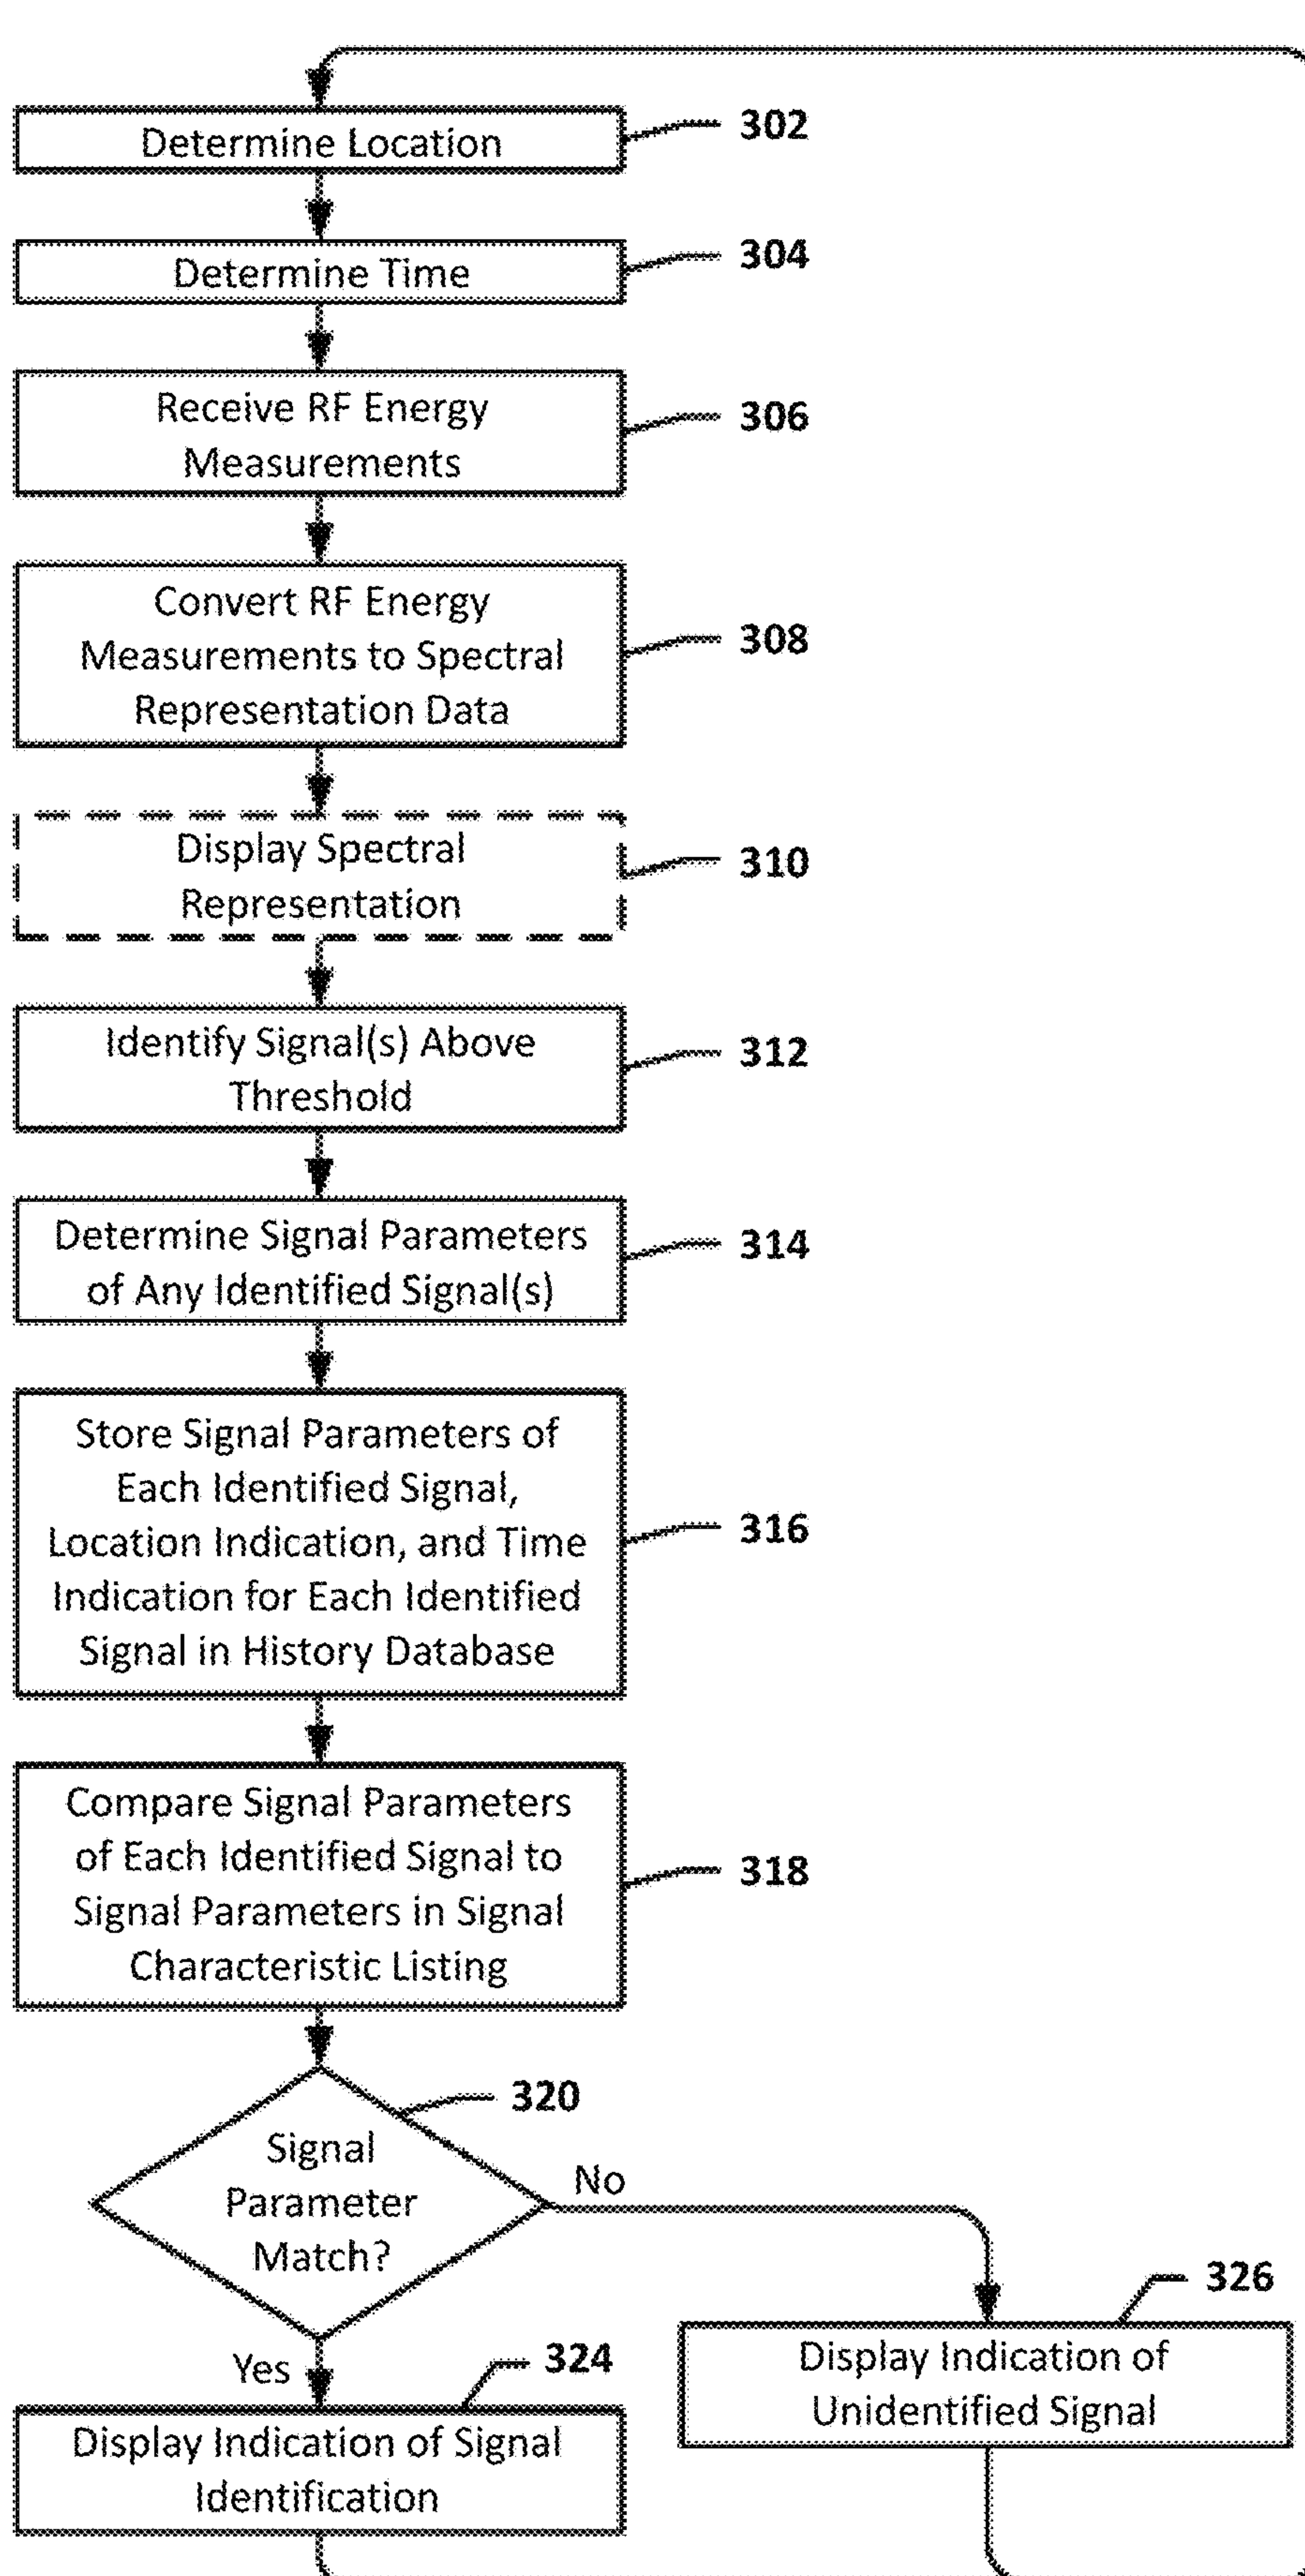 Determine Location
302
Determine Time
304
Receive RF Energy
Measurements
306
Convert RF Energy
Measurements to Spectral
Representation Data
308
Display Spectral
Representation
310
Identify Signal(s) Above
Threshold
312
Determine Signal Parameters
of Any Identified Signal(s)
314
Store Signal Parameters of
Each Identified Signal,
Location Indication, and Time
Indication for Each Identified
Signal in History Database
316
Compare Signal Parameters
of Each Identified Signal to
Signal Parameters in Signal
Characteristic Listing
318
320
Signal
Parameter
Match?
No
326
Display Indication of
Unidentified Signal
Yes
324
Display Indication of Signal
Identification